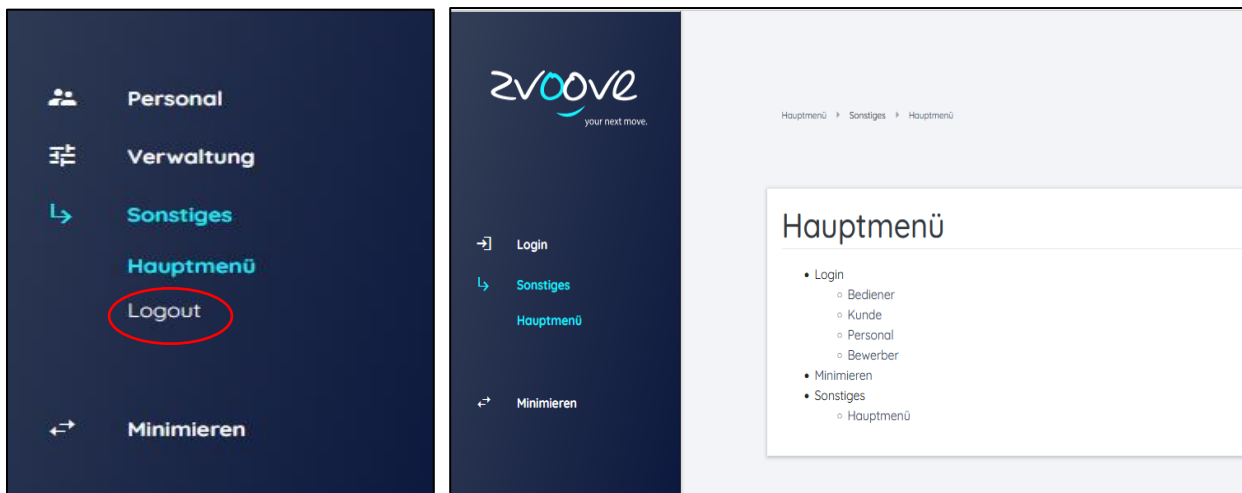 Personal
Verwaltung
Sonstiges
Hauptmenü
Logout
Minimieren
zvoove
your next move.
Login
Sonstiges
Hauptmenü
Minimieren
Hauptmenü Sonstiges Hauptmenü
Hauptmenü
Login
Bediener
Kunde
Personal
Bewerber
Minimieren
Sonstiges
Hauptmenü